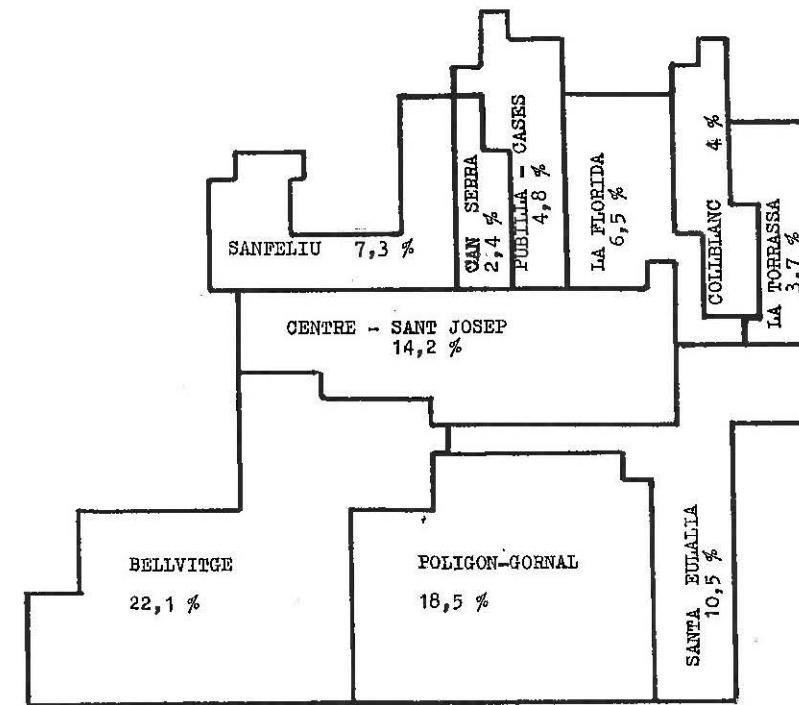 SANFELIU 7,3 %
CAN SERRA
2,4 %
PUBILLA - CASES
4,8 %
LA FLORIDA
6,5 %
COLLBLANC 4 %
LA TORRASSA
3,7 %
CENTRE - SANT JOSEP
14,2 %
BELLVITGE
22,1 %
POLIGON-GORNAL
18,5 %
SANTA EULALIA
10,5 %